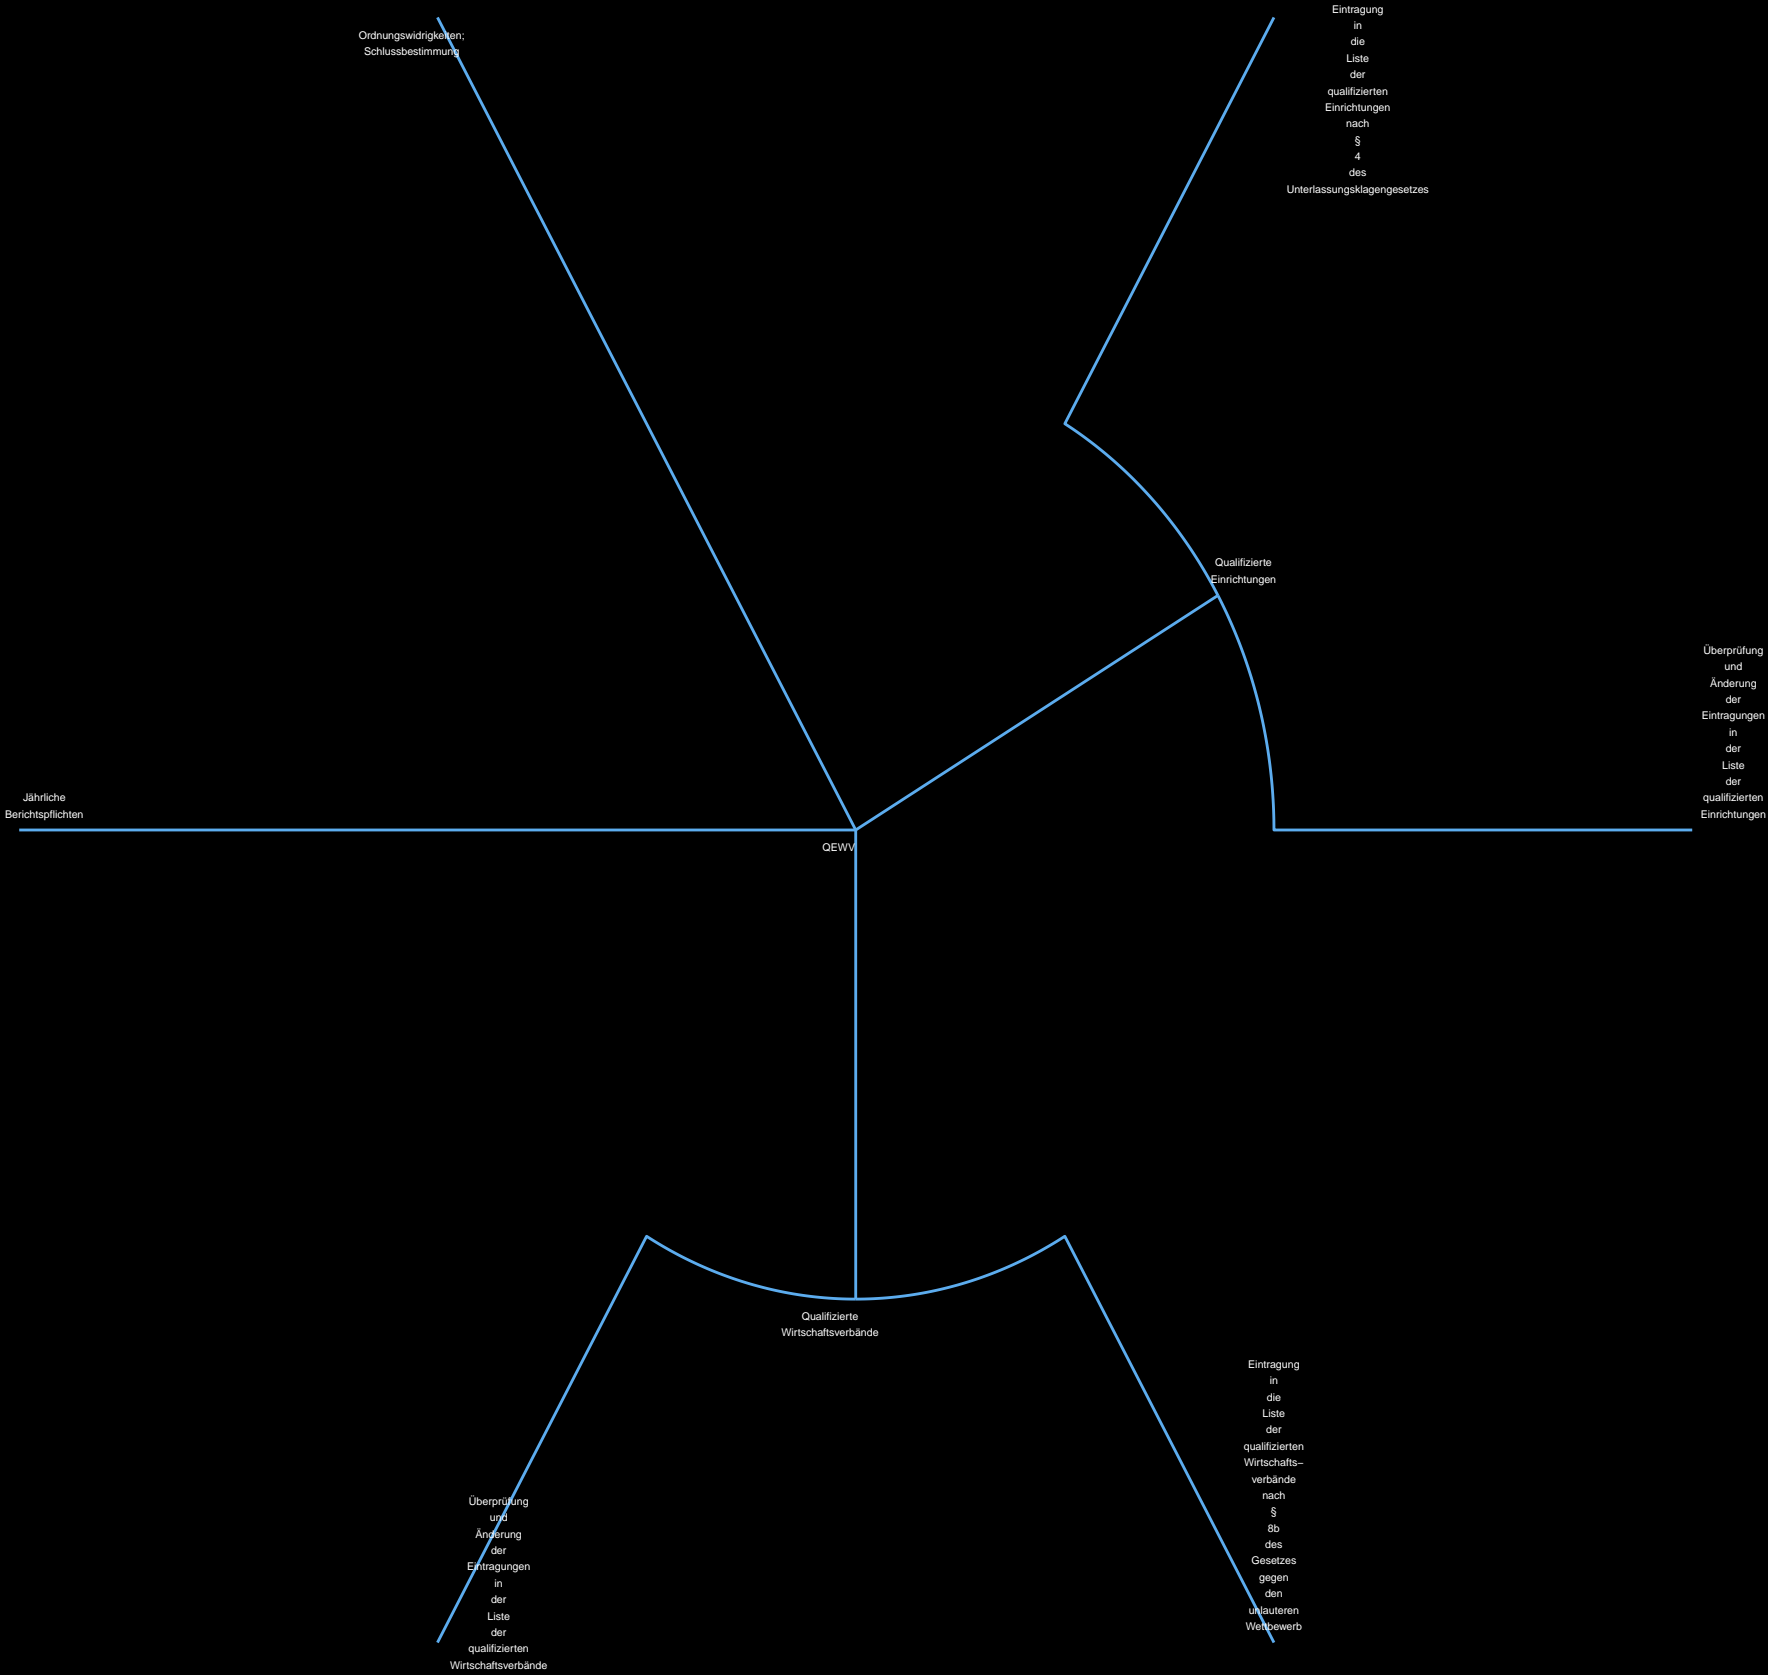 Ordnungswidrigkeiten;
Schlussbestimmung
Eintragung
in
die
Liste
der
qualifizierten
Einrichtungen
nach
§
4
des
Unterlassungsklagengesetzes
Qualifizierte
Einrichtungen
Überprüfung
und
Änderung
der
Eintragungen
in
der
Liste
der
qualifizierten
Einrichtungen
Jährliche
Berichtspflichten
QEWV
Qualifizierte
Wirtschaftsverbände
Eintragung
in
die
Liste
der
qualifizierten
Wirtschafts–
verbände
nach
§
8b
des
Gesetzes
gegen
den
unlauteren
Wettbewerb
Überprüfung
und
Änderung
der
Eintragungen
in
der
Liste
der
qualifizierten
Wirtschaftsverbände